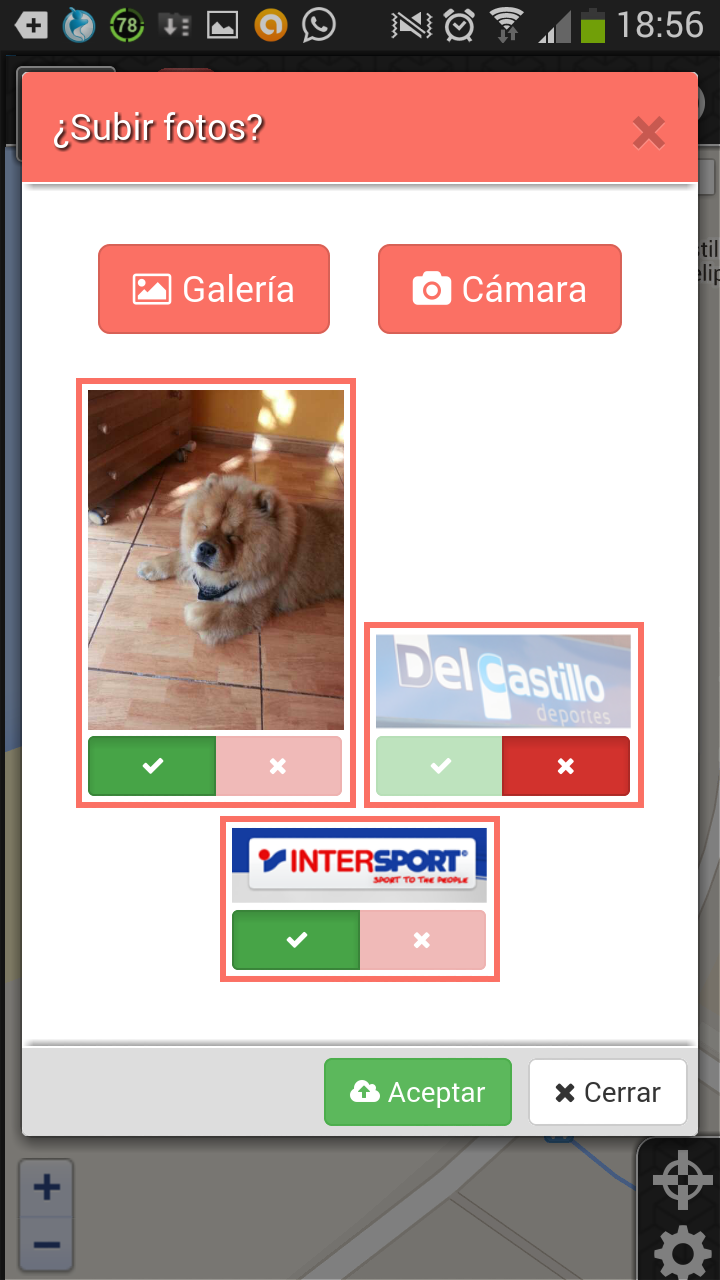 78
18:56
¿Subir fotos?
Galería
Cámara
Del Castillo
deportes
INTERSPORT
SPORT TO THE PEOPLE
Aceptar
Cerrar